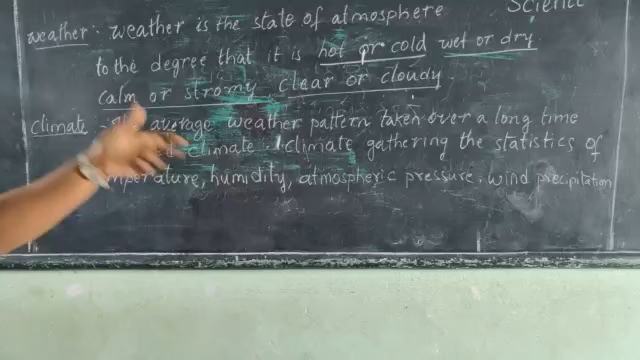 Science
Weather : Weather is the state of atmosphere
to the degree that it is hot or cold wet or dry
calm or stromy clear or cloudy.
Climate average weather pattern taken over a long time
climate. climate gathering the statistics of
mperature, humidity, atmospheric pressure, wind precipitation